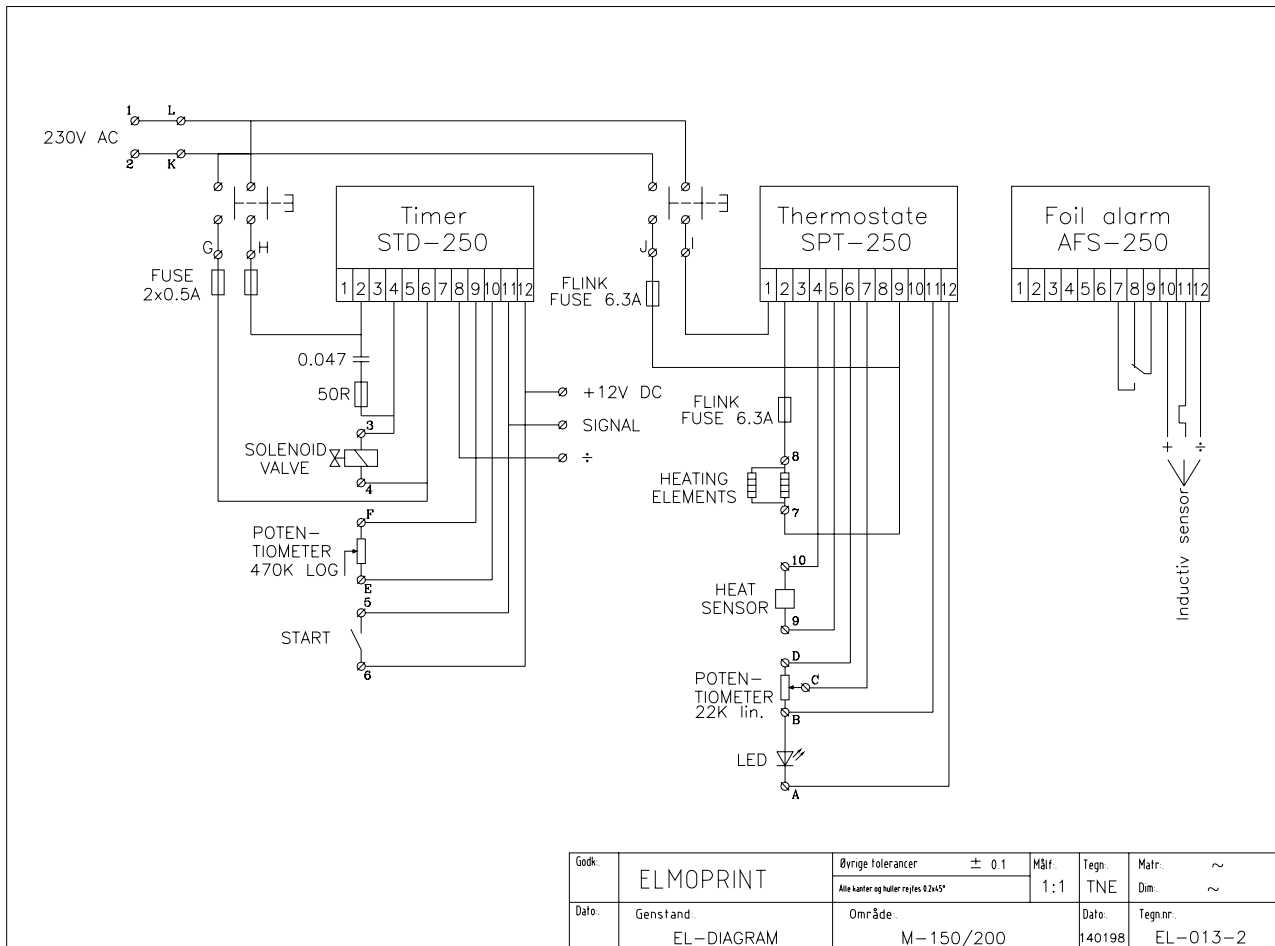 1 L
230V AC
2 K
Timer
STD-250
Thermostate
SPT-250
Foil alarm
AFS-250
G H
J I
FUSE
2x0.5A
FLINK
FUSE 6.3A
1 2 3 4 5 6 7 8 9 10 11 12
1 2 3 4 5 6 7 8 9 10 11 12
1 2 3 4 5 6 7 8 9 10 11 12
0.047
50R
+12V DC
SIGNAL
÷
3
SOLENOID
VALVE
4
FLINK
FUSE 6.3A
8
HEATING
ELEMENTS
7
+ ÷
Inductiv sensor
F
POTEN-
TIOMETER
470K LOG
E
5
START
6
10
HEAT
SENSOR
9
D
POTEN-
TIOMETER
22K lin.
C
B
LED
A
Godk:.
ELMOPRINT
Øvrige tolerancer ± 0.1
Alle kanter og huller rejfes 0.2x45°
Målf:.
1:1
Tegn:.
TNE
Matr:. ~
Dim:. ~
Dato:.
Genstand:.
EL-DIAGRAM
Område:.
M-150/200
Dato:.
140198
Tegn.nr:.
EL-013-2